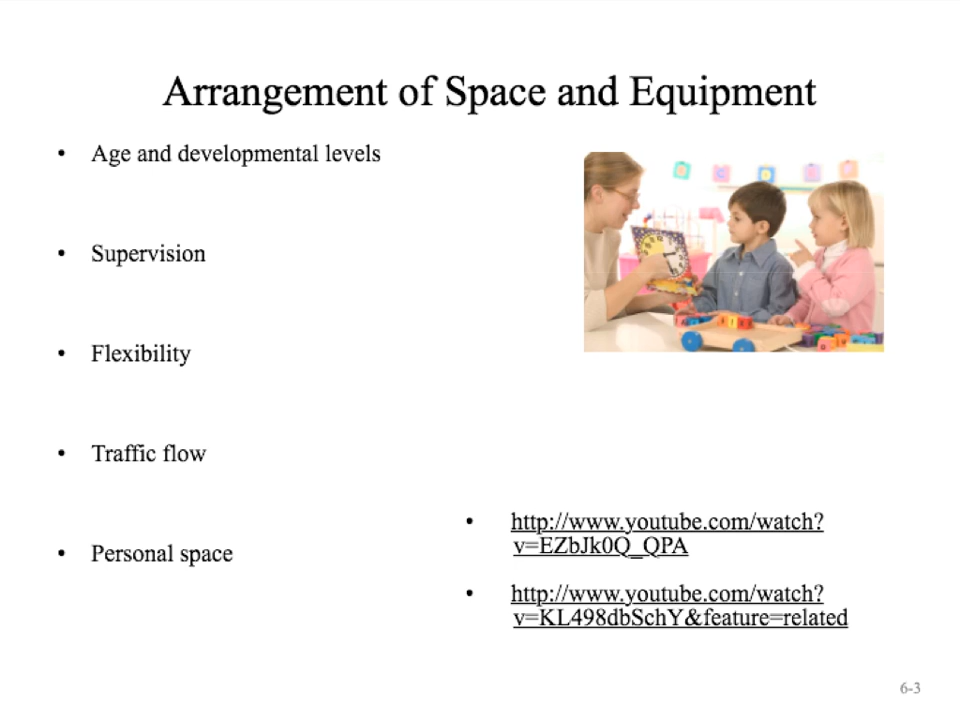 Arrangement of Space and Equipment
• Age and developmental levels
• Supervision
• Flexibility
• Traffic flow
• Personal space
• http://www.youtube.com/watch?
v=EZbJk0Q_QPA
• http://www.youtube.com/watch?
v=KL498dbSchY&feature=related
6-3